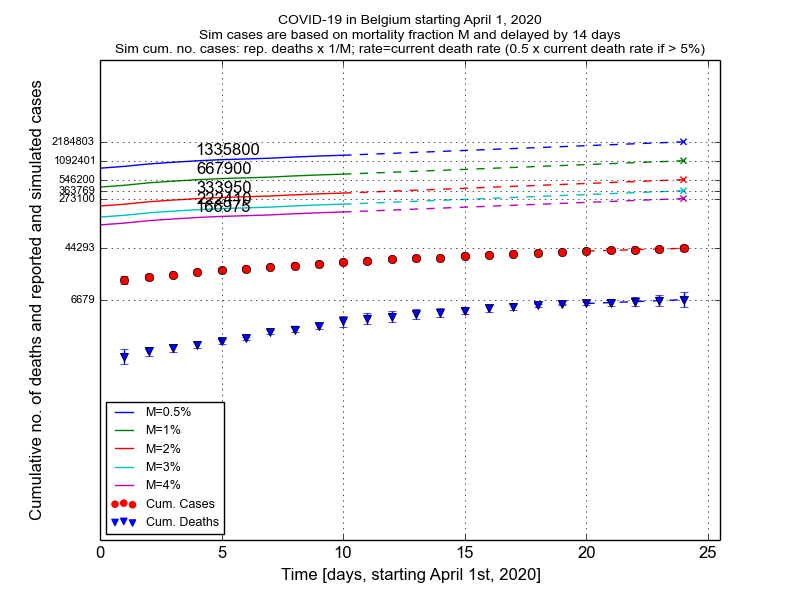 COVID-19 in Belgium starting April 1, 2020
Sim cases are based on mortality fraction M and delayed by 14 days
Sim cum. no. cases: rep. deaths x 1/M; rate=current death rate (0.5 x current death rate if > 5%)
Cumulative no. of deaths and reported and simulated cases
2184803
1092401
546200
363769
273100
44293
6679
1335800
667900
333950
166975
M=0.5%
M=1%
M=2%
M=3%
M=4%
Cum. Cases
Cum. Deaths
0 5 10 15 20 25
Time [days, starting April 1st, 2020]